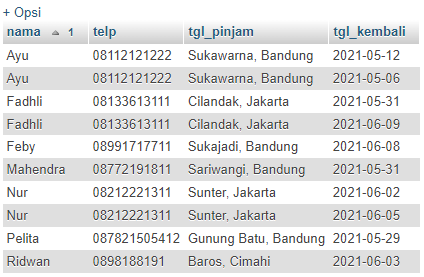 + Opsi
nama 1 telp tgl_pinjam tgl_kembali
Ayu 08112121222 Sukawarna, Bandung 2021-05-12
Ayu 08112121222 Sukawarna, Bandung 2021-05-06
Fadhli 08133613111 Cilandak, Jakarta 2021-05-31
Fadhli 08133613111 Cilandak, Jakarta 2021-06-09
Feby 08991717711 Sukajadi, Bandung 2021-06-08
Mahendra 08772191811 Sariwangi, Bandung 2021-05-31
Nur 08212221311 Sunter, Jakarta 2021-06-02
Nur 08212221311 Sunter, Jakarta 2021-06-05
Pelita 087821505412 Gunung Batu, Bandung 2021-05-29
Ridwan 0898188191 Baros, Cimahi 2021-06-03